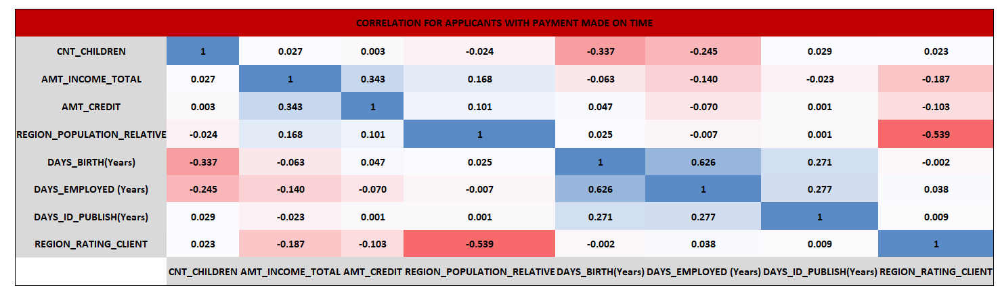 CORRELATION FOR APPLICANTS WITH PAYMENT MADE ON TIME
CNT_CHILDREN 1 0.027 0.003 -0.024 -0.337 -0.245 0.029 0.023
AMT_INCOME_TOTAL 0.027 1 0.343 0.168 -0.063 -0.140 -0.023 -0.187
AMT_CREDIT 0.003 0.343 1 0.101 0.047 -0.070 0.001 -0.103
REGION_POPULATION_RELATIVE -0.024 0.168 0.101 1 0.025 -0.007 0.001 -0.539
DAYS_BIRTH(Years) -0.337 -0.063 0.047 0.025 1 0.626 0.271 -0.002
DAYS_EMPLOYED (Years) -0.245 -0.140 -0.070 -0.007 0.626 1 0.277 0.038
DAYS_ID_PUBLISH(Years) 0.029 -0.023 0.001 0.001 0.271 0.277 1 0.009
REGION_RATING_CLIENT 0.023 -0.187 -0.103 -0.539 -0.002 0.038 0.009 1
CNT_CHILDREN AMT_INCOME_TOTAL AMT_CREDIT REGION_POPULATION_RELATIVE DAYS_BIRTH(Years) DAYS_EMPLOYED (Years) DAYS_ID_PUBLISH(Years) REGION_RATING_CLIENT